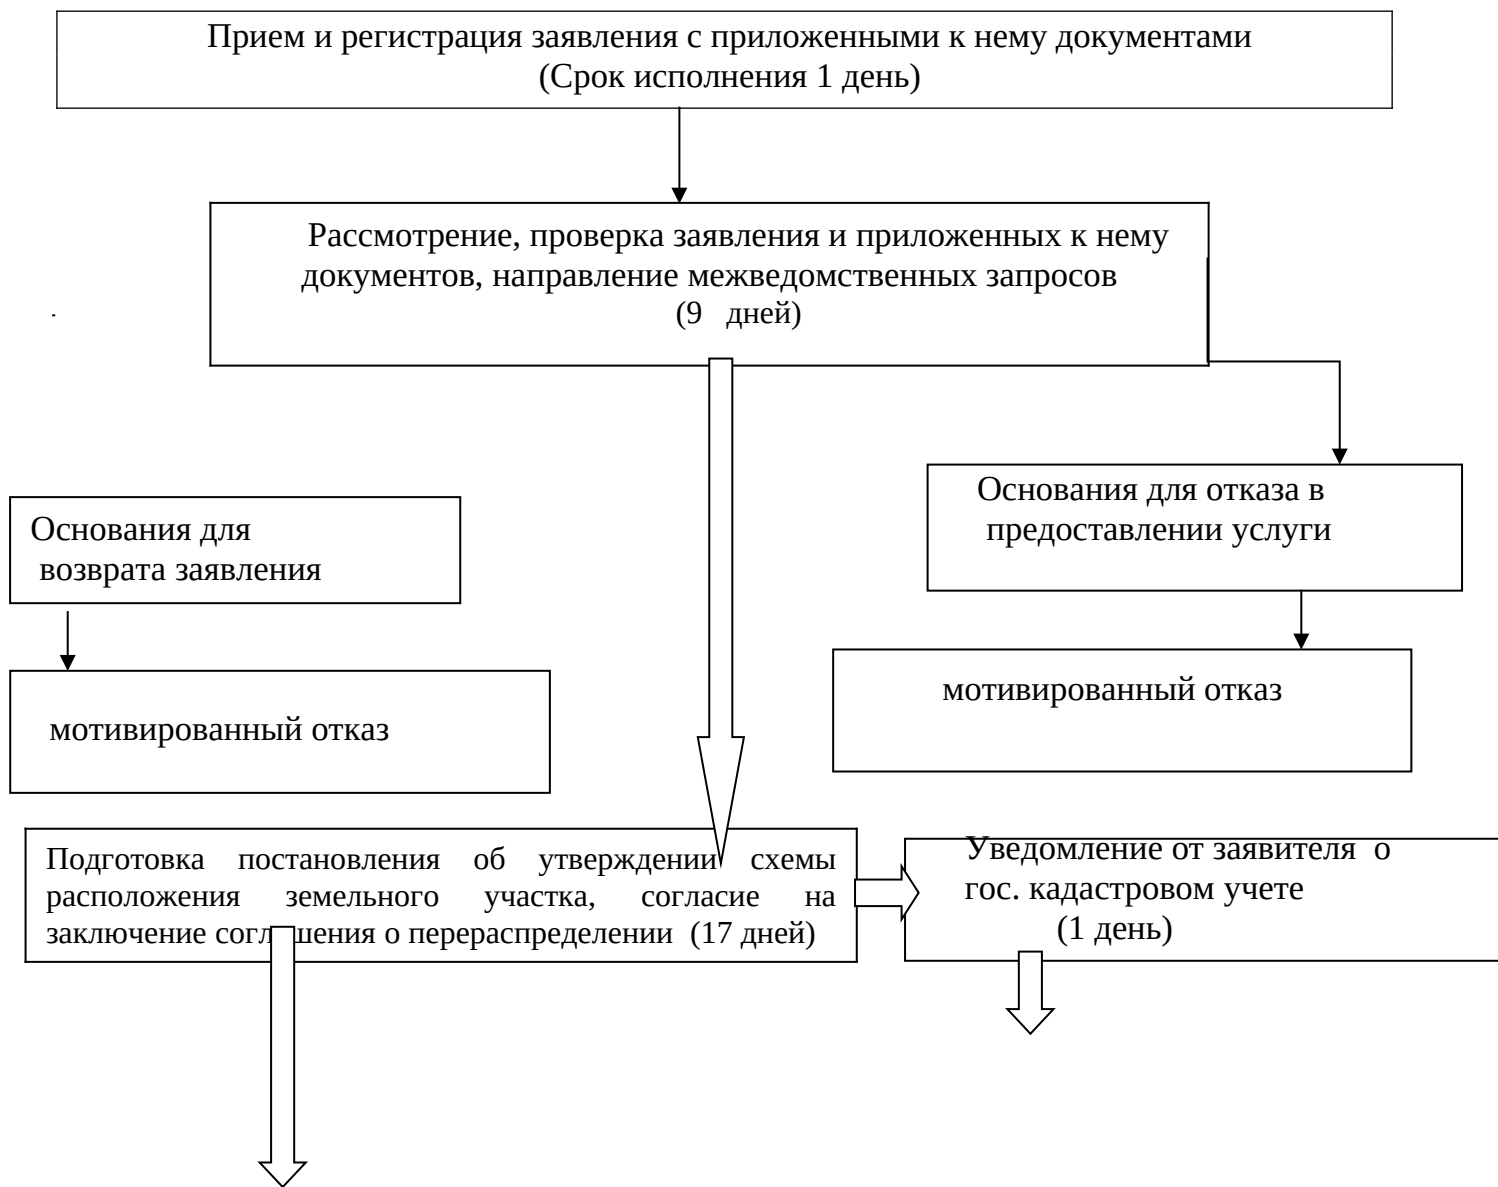 Прием и регистрация заявления с приложенными к нему документами
(Срок исполнения 1 день)
Рассмотрение, проверка заявления и приложенных к нему
документов, направление межведомственных запросов
(9 дней)
.
Основания для отказа в
предоставлении услуги
Основания для
возврата заявления
мотивированный отказ
мотивированный отказ
Подготовка постановления об утверждении схемы
расположения земельного участка, согласие на
заключение соглашения о перераспределении (17 дней)
Уведомление от заявителя о
гос. кадастровом учете
(1 день)